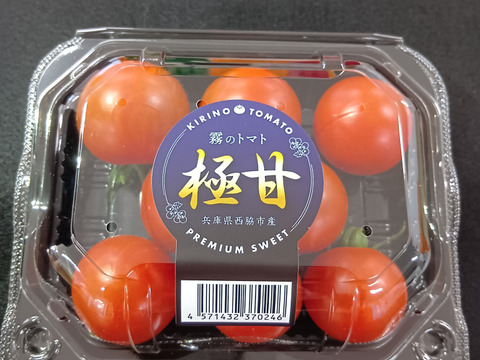 KIRINO TOMATO
霧のトマト
極甘
兵庫県西脇市産
PREMIUM SWEET
4 571432 370246